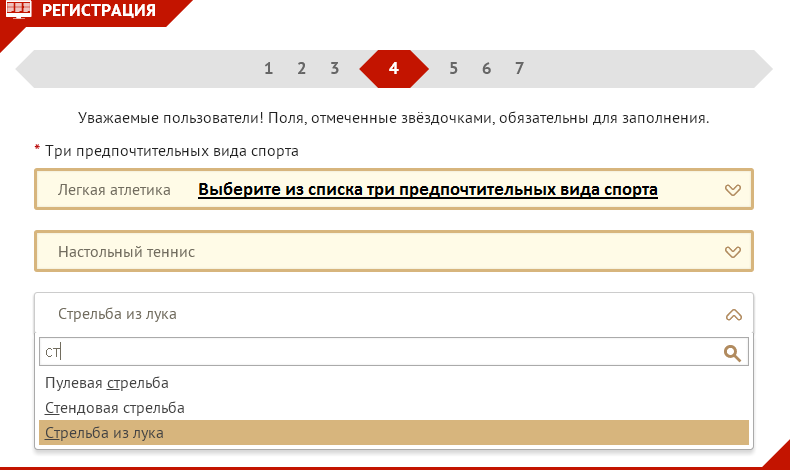 РЕГИСТРАЦИЯ
1 2 3 4 5 6 7
Уважаемые пользователи! Поля, отмеченные звёздочками, обязательны для заполнения.
* Три предпочтительных вида спорта
Легкая атлетика Выберите из списка три предпочтительных вида спорта
Настольный теннис
Стрельба из лука
ст
Пулевая стрельба
Стендовая стрельба
Стрельба из лука